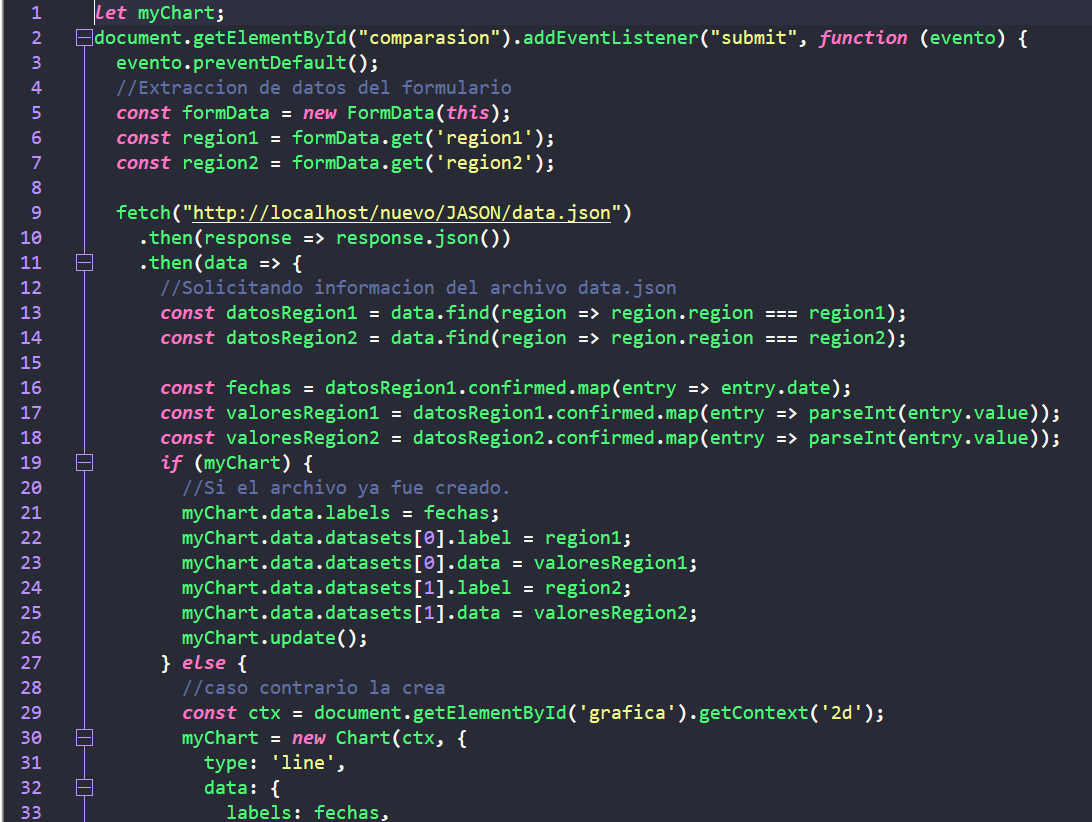 1 let myChart;
2 document.getElementById("comparasion").addEventListener("submit", function (evento) {
3 evento.preventDefault();
4 //Extraccion de datos del formulario
5 const formData = new FormData(this);
6 const region1 = formData.get('region1');
7 const region2 = formData.get('region2');
8
9 fetch("http://localhost/nuevo/JASON/data.json")
10 .then(response => response.json())
11 .then(data => {
12 //Solicitando informacion del archivo data.json
13 const datosRegion1 = data.find(region => region.region === region1);
14 const datosRegion2 = data.find(region => region.region === region2);
15
16 const fechas = datosRegion1.confirmed.map(entry => entry.date);
17 const valoresRegion1 = datosRegion1.confirmed.map(entry => parseInt(entry.value));
18 const valoresRegion2 = datosRegion2.confirmed.map(entry => parseInt(entry.value));
19 if (myChart) {
20 //Si el archivo ya fue creado.
21 myChart.data.labels = fechas;
22 myChart.data.datasets[0].label = region1;
23 myChart.data.datasets[0].data = valoresRegion1;
24 myChart.data.datasets[1].label = region2;
25 myChart.data.datasets[1].data = valoresRegion2;
26 myChart.update();
27 } else {
28 //caso contrario la crea
29 const ctx = document.getElementById('grafica').getContext('2d');
30 myChart = new Chart(ctx, {
31 type: 'line',
32 data: {
33 labels: fechas,